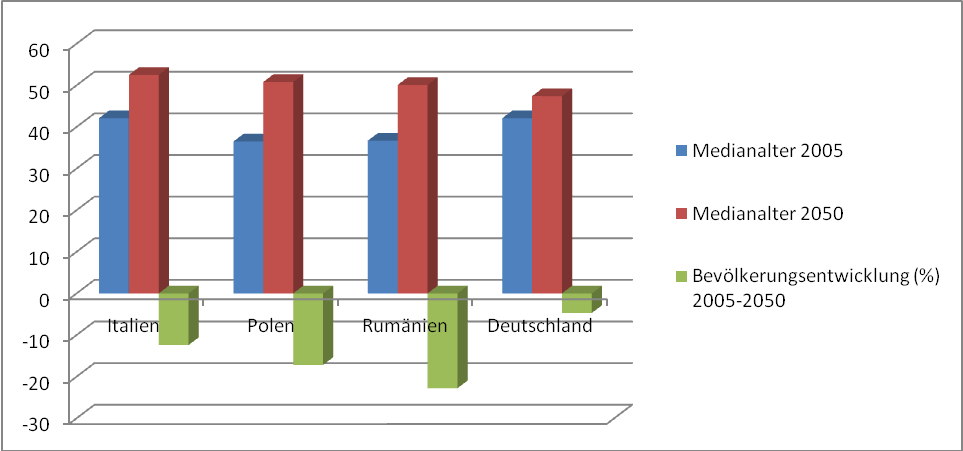 60
50
40
30
20
10
0
-10
-20
-30
Italien
Polen
Rumänien
Deutschland
Medianalter 2005
Medianalter 2050
Bevölkerungsentwicklung (%)
2005-2050